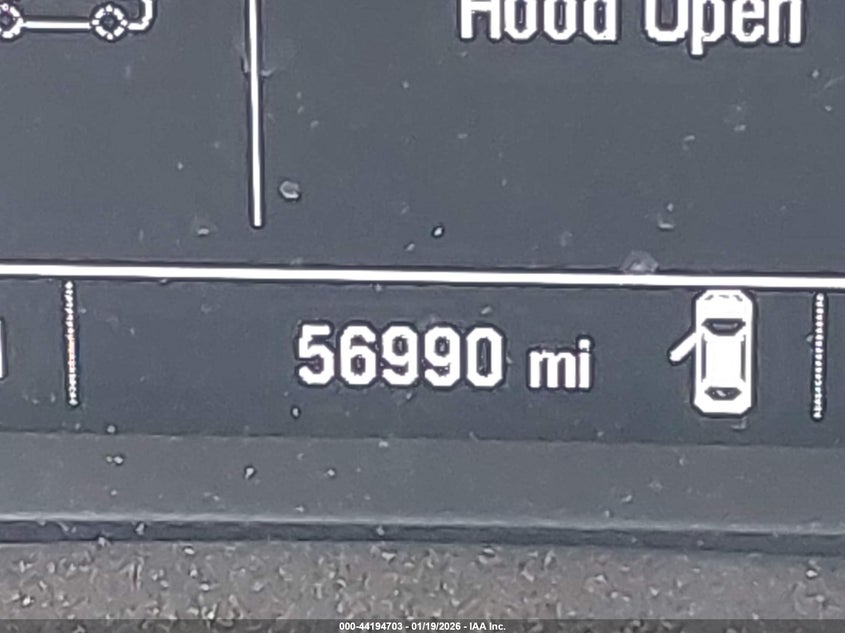 Hood Open
56990 mi
000-44194703 - 01/19/2026 - IAA Inc.